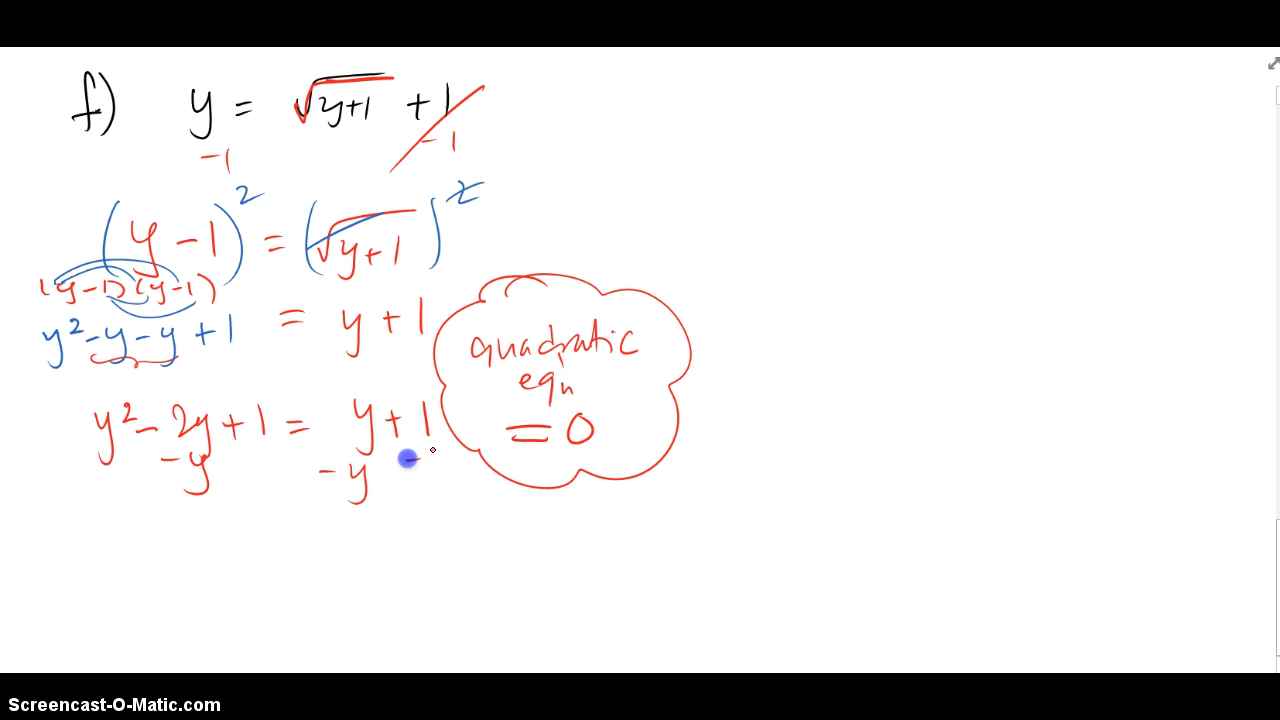 f) y = √y+1 + 1
-1 -1
(y - 1)² = (√y+1)²
(y-1)(y-1)
y² - y - y + 1 = y + 1
quadratic
eqn
= 0
y² - 2y + 1 = y + 1
- y - y -
Screencast-O-Matic.com